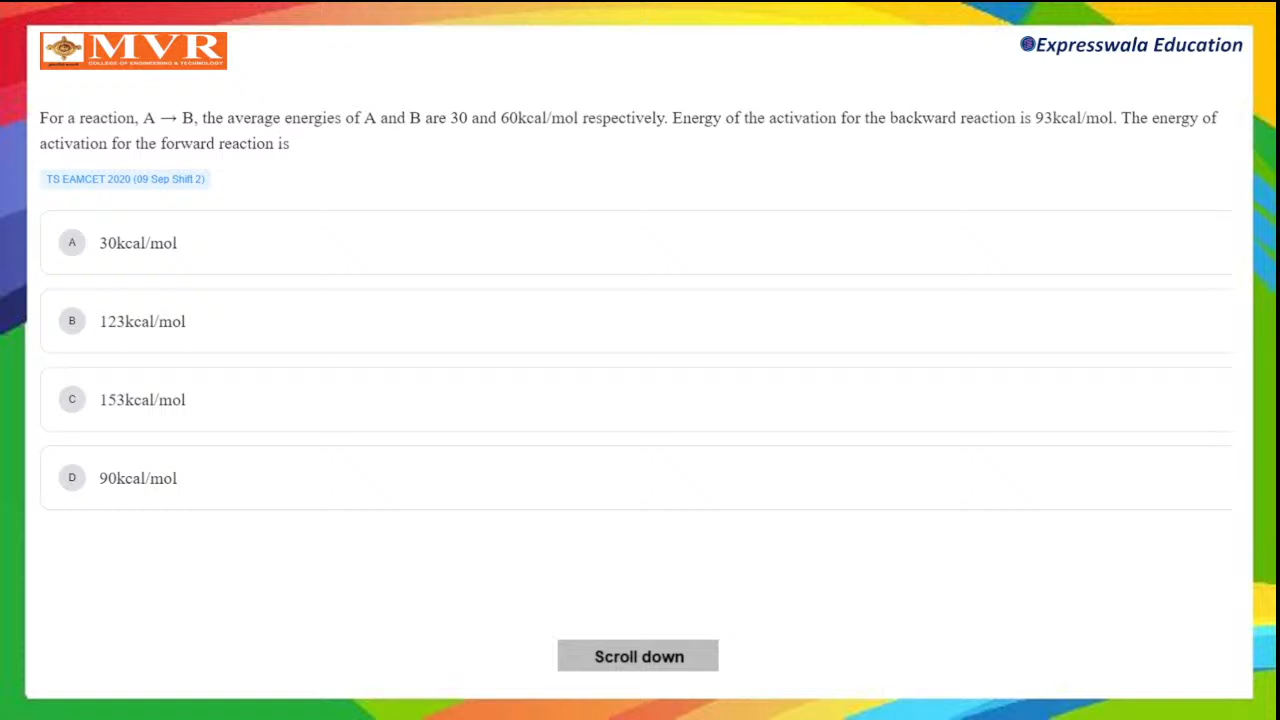 MVR
COLLEGE OF ENGINEERING & TECHNOLOGY
Expresswala Education
For a reaction, A → B, the average energies of A and B are 30 and 60kcal/mol respectively. Energy of the activation for the backward reaction is 93kcal/mol. The energy of
activation for the forward reaction is
TS EAMCET 2020 (09 Sep Shift 2)
A 30kcal/mol
B 123kcal/mol
C 153kcal/mol
D 90kcal/mol
Scroll down